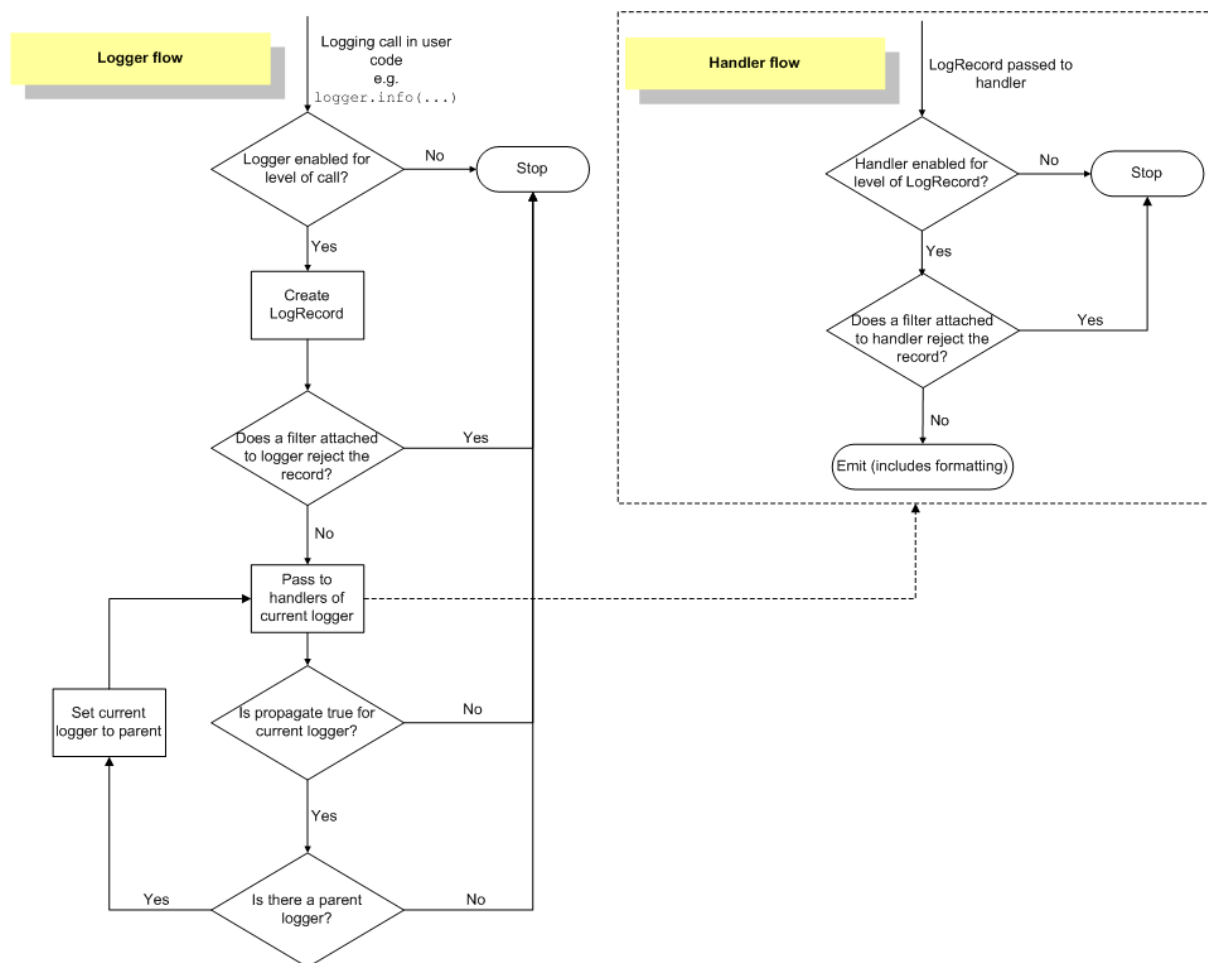 Logger flow
Logging call in user
code
e.g.
logger.info(...)
Logger enabled for
level of call?
No
Stop
Yes
Create
LogRecord
Does a filter attached
to logger reject the
record?
Yes
No
Pass to
handlers of
current logger
Set current
logger to parent
Is propagate true for
current logger?
No
Yes
Is there a parent
logger?
Yes
No
Handler flow
LogRecord passed to
handler
Handler enabled for
level of LogRecord?
No
Stop
Yes
Does a filter attached
to handler reject the
record?
Yes
No
Emit (includes formatting)